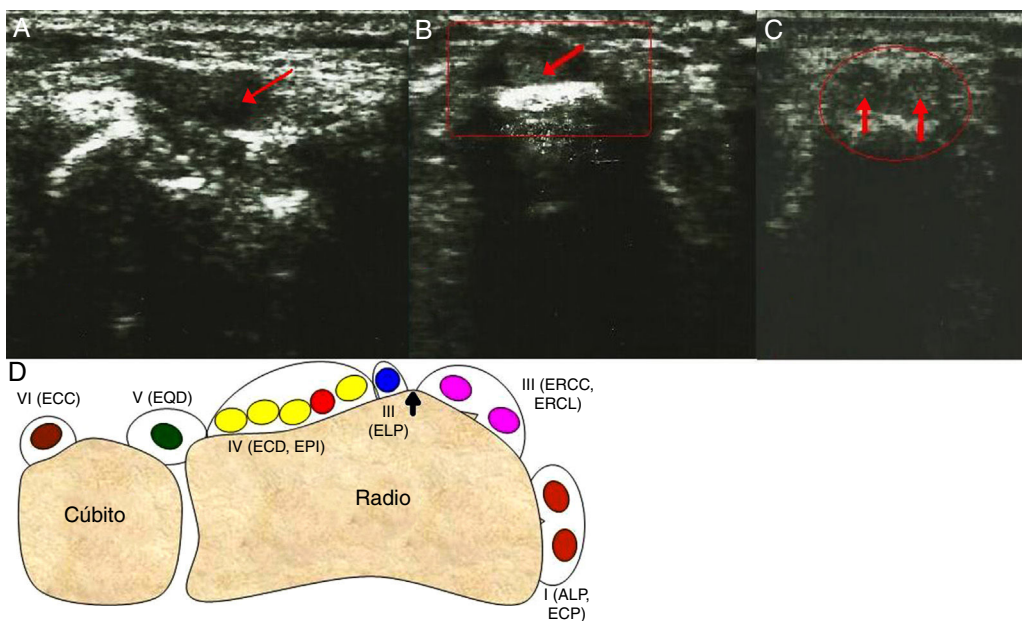 A
B
C
D
VI (ECC)
V (EQD)
IV (ECD, EPI)
III
(ELP)
III (ERCC,
ERCL)
Cúbito
Radio
I (ALP,
ECP)